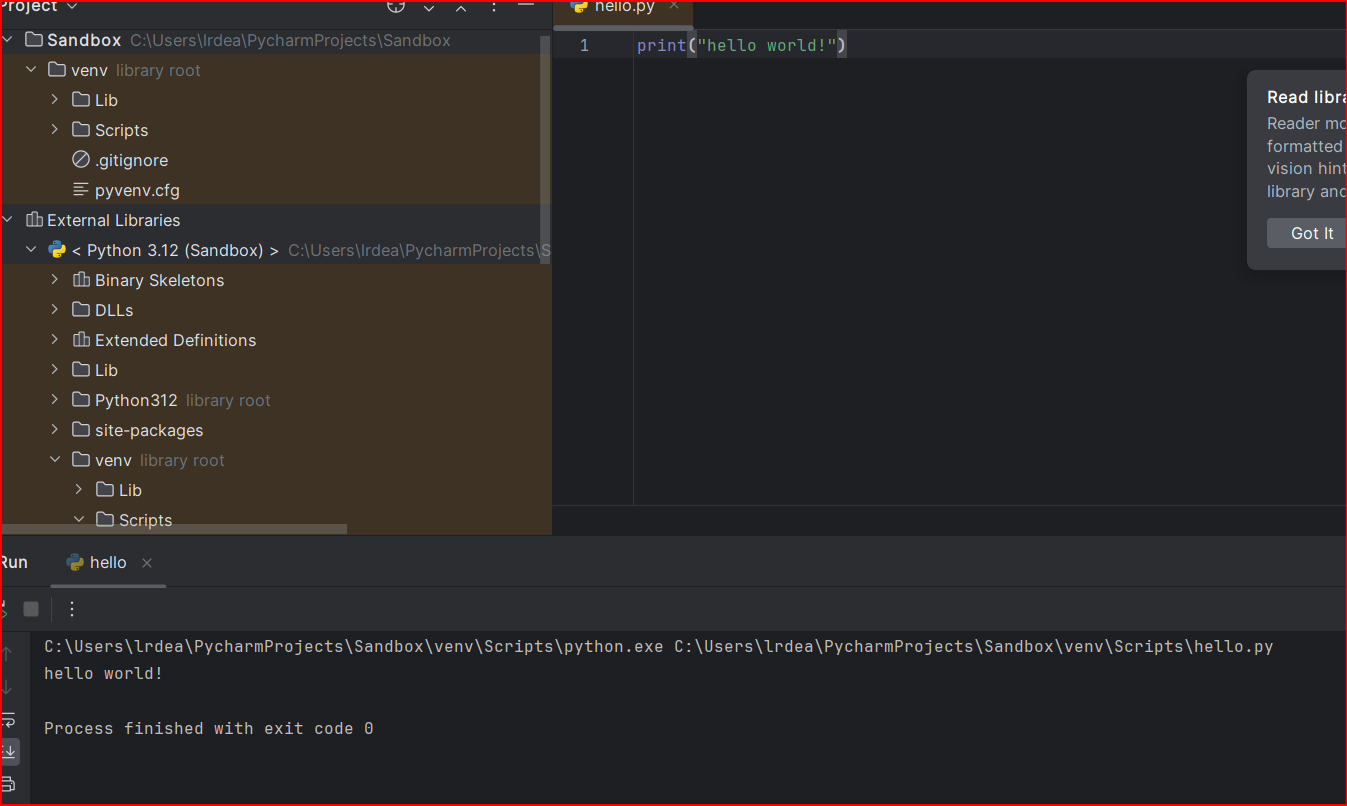 Project
Sandbox C:\Users\lrdea\PycharmProjects\Sandbox
venv library root
Lib
Scripts
.gitignore
pyvenv.cfg
External Libraries
< Python 3.12 (Sandbox) > C:\Users\lrdea\PycharmProjects\S
Binary Skeletons
DLLs
Extended Definitions
Lib
Python312 library root
site-packages
venv library root
Lib
Scripts
hello.py
1 print("hello world!")
Read libra
Reader mo
formatted
vision hint
library and
Got It
Run hello
C:\Users\lrdea\PycharmProjects\Sandbox\venv\Scripts\python.exe C:\Users\lrdea\PycharmProjects\Sandbox\venv\Scripts\hello.py
hello world!
Process finished with exit code 0